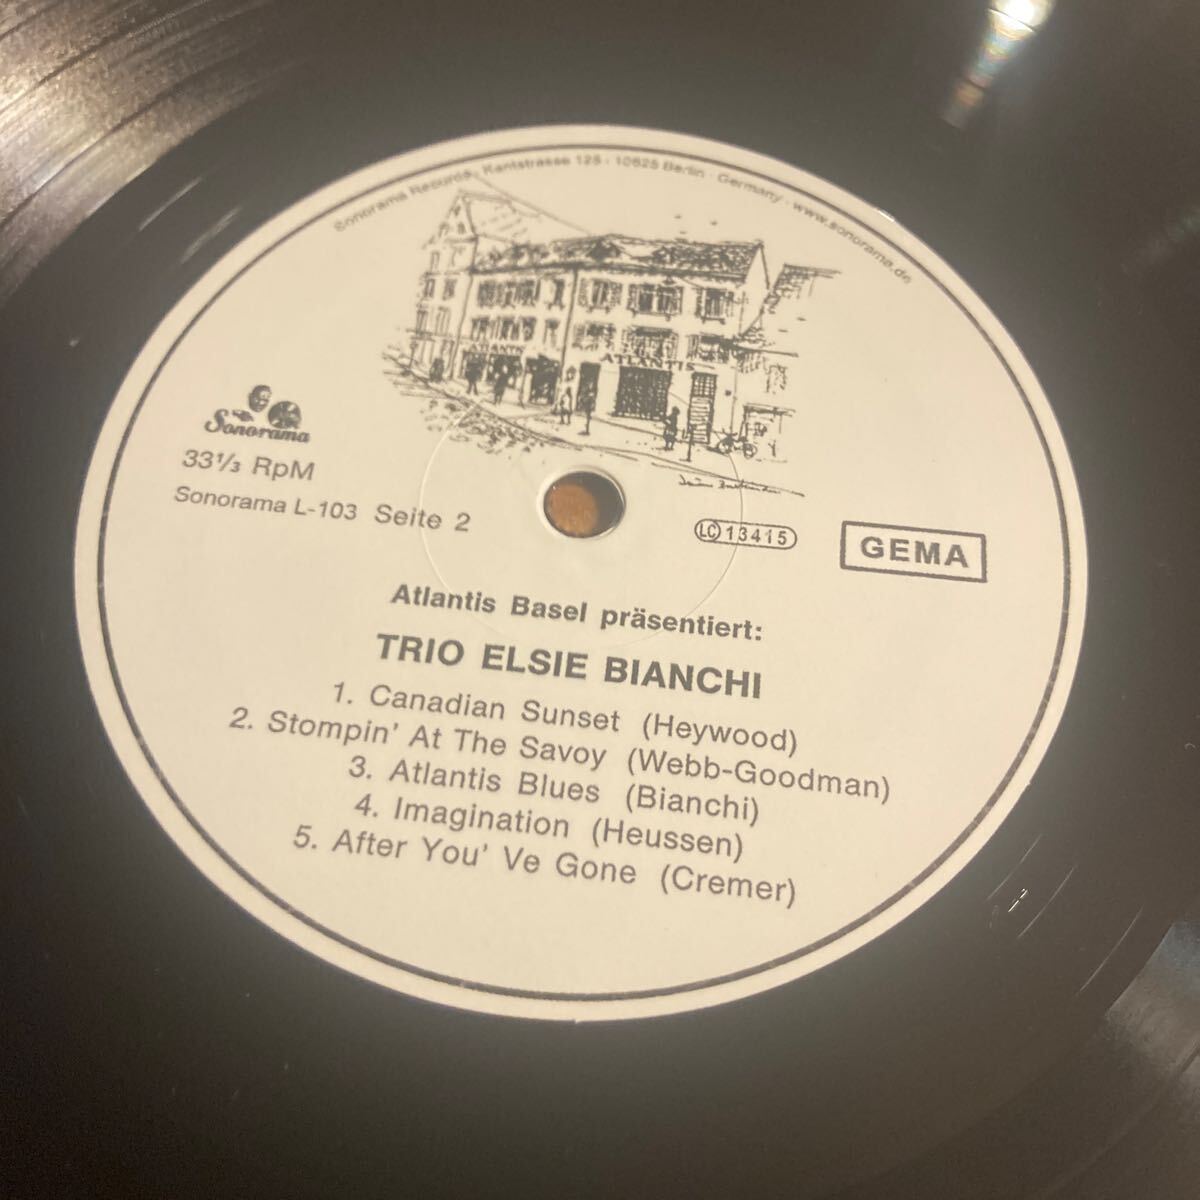 Sonorama Records · Kantstrasse 125 · 10625 Berlin · Germany · www.sonorama.de
ATLANTIS
ATLANTIS
Sonorama
33⅓ RpM
Sonorama L-103 Seite 2
LC 13415
GEMA
Atlantis Basel präsentiert:
TRIO ELSIE BIANCHI
1. Canadian Sunset (Heywood)
2. Stompin' At The Savoy (Webb-Goodman)
3. Atlantis Blues (Bianchi)
4. Imagination (Heussen)
5. After You' Ve Gone (Cremer)